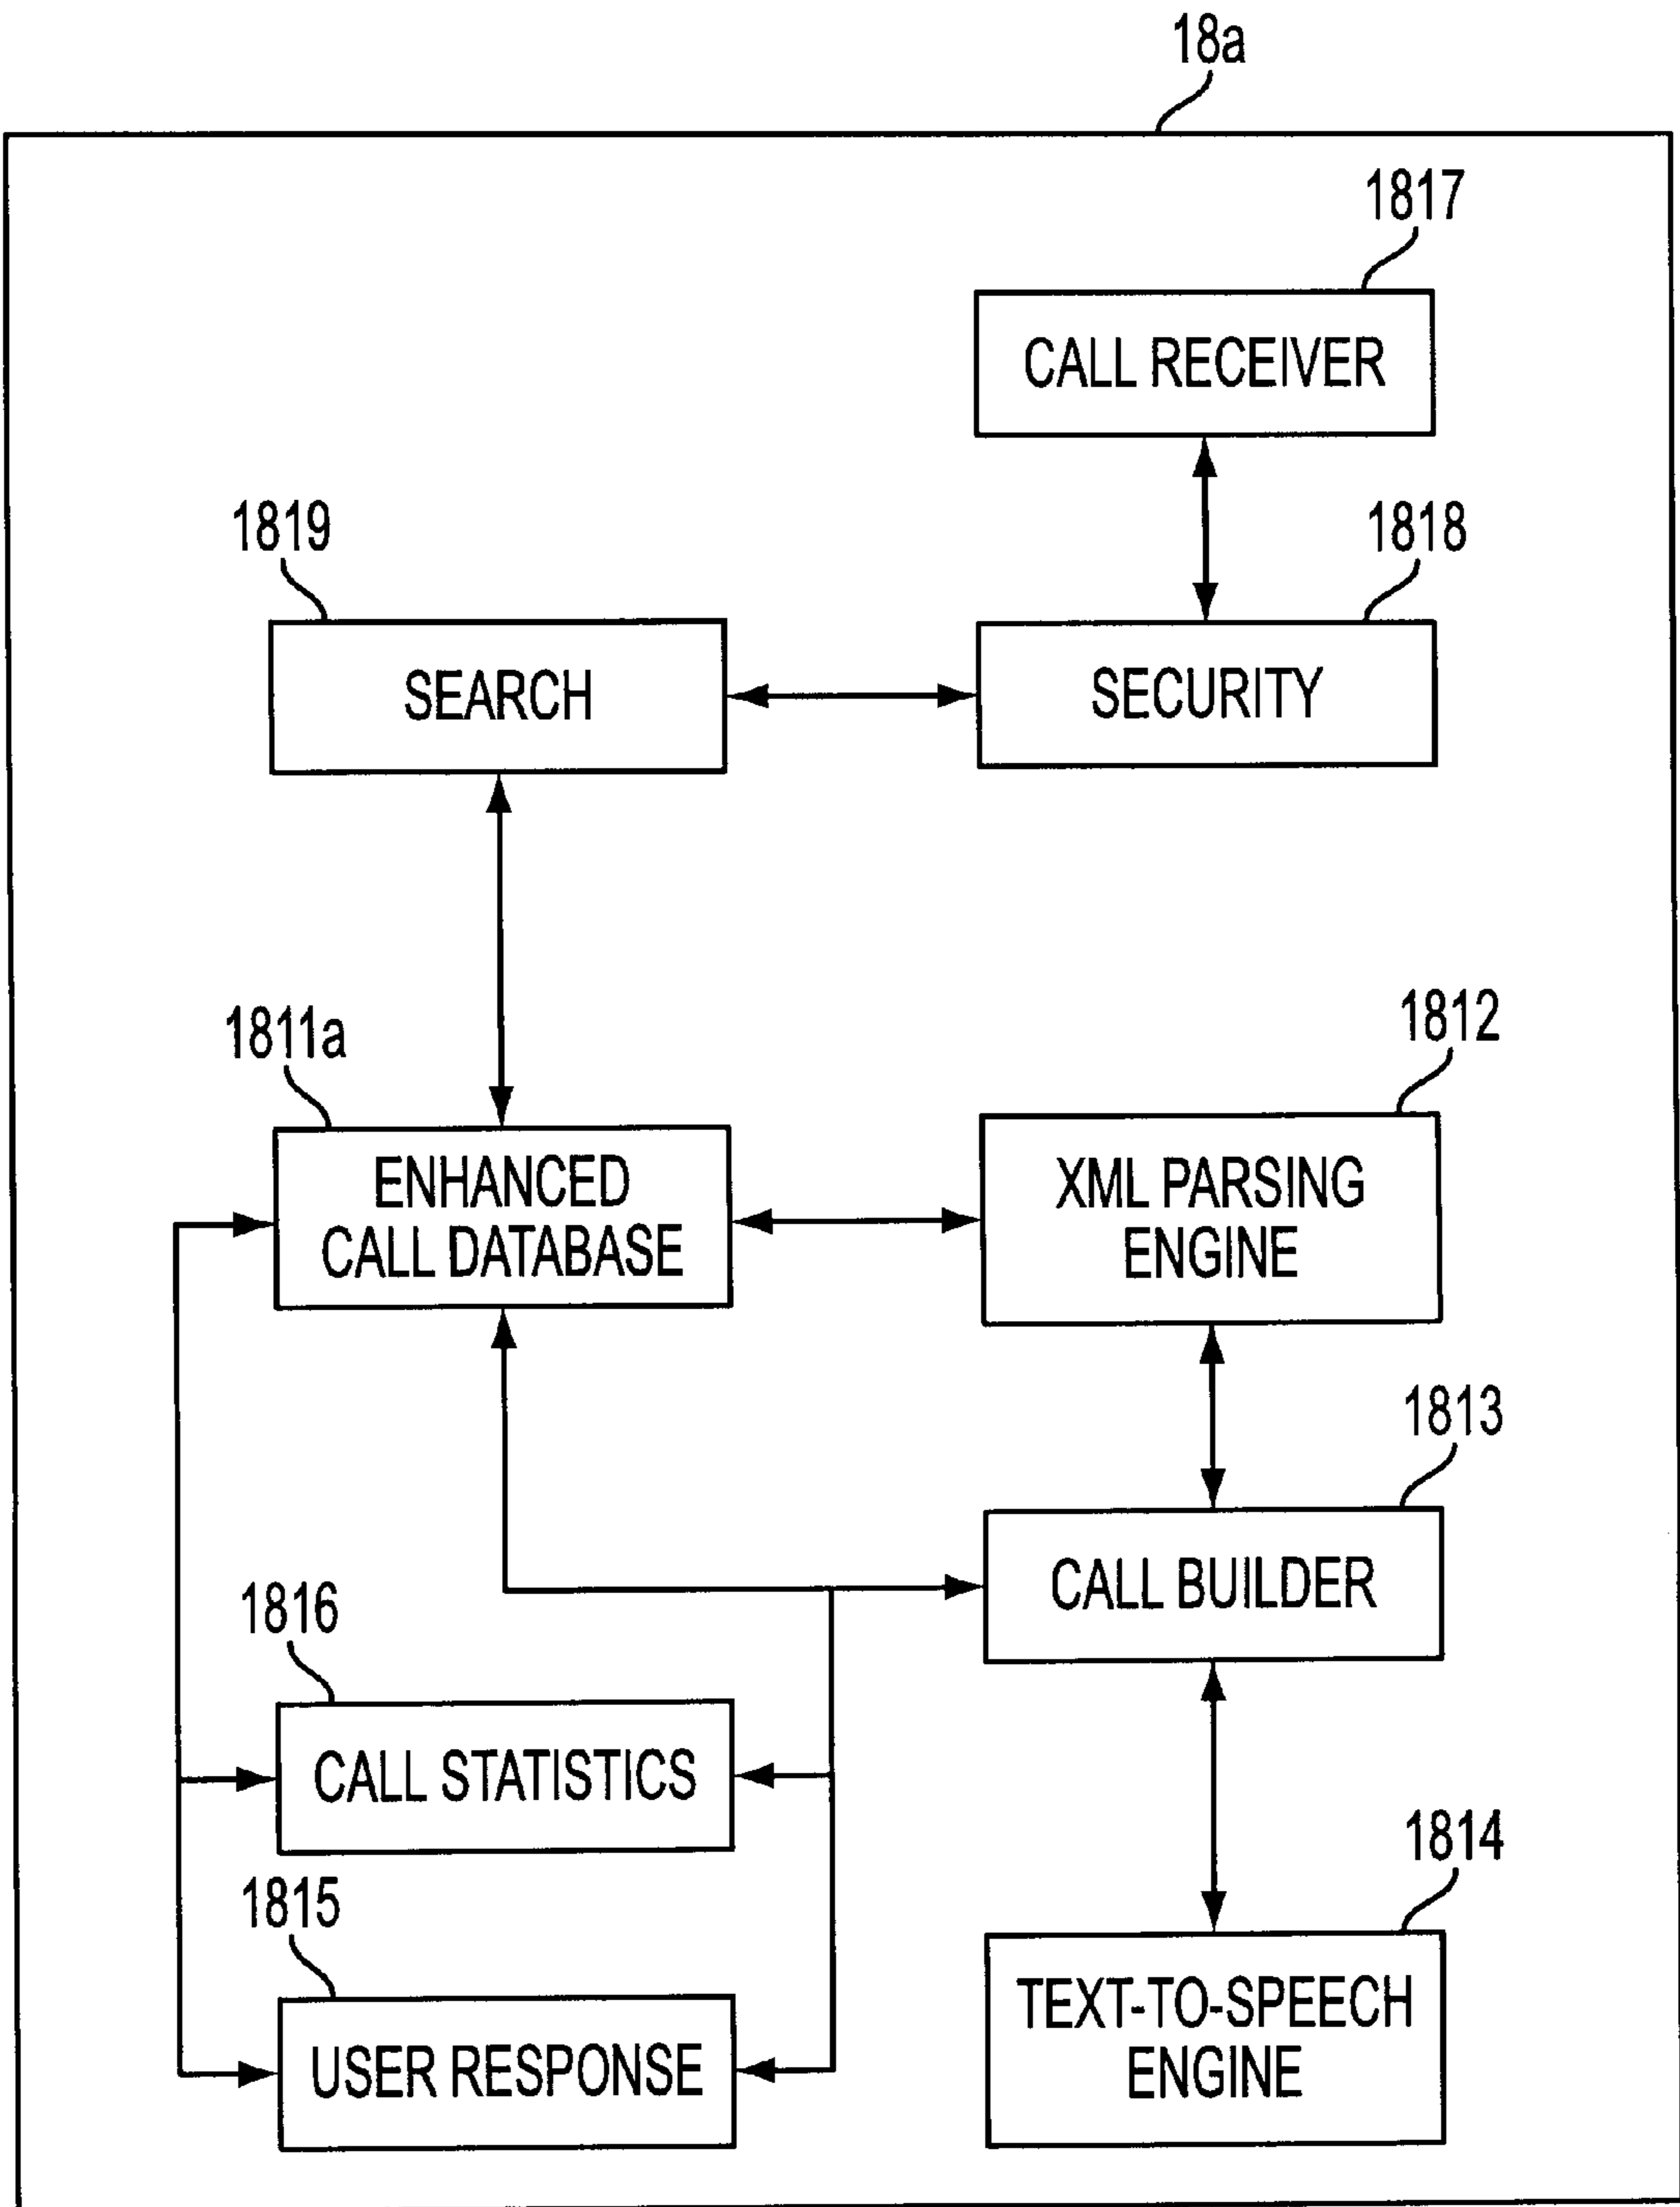 18a
1817
CALL RECEIVER
1819
1818
SEARCH
SECURITY
1811a
1812
ENHANCED
CALL DATABASE
XML PARSING
ENGINE
1813
CALL BUILDER
1816
CALL STATISTICS
1814
TEXT-TO-SPEECH
ENGINE
1815
USER RESPONSE